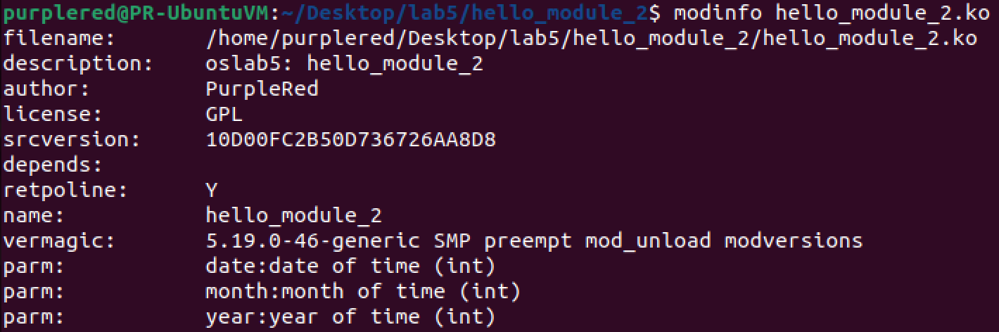 purplered@PR-UbuntuVM:~/Desktop/lab5/hello_module_2$ modinfo hello_module_2.ko
filename:       /home/purplered/Desktop/lab5/hello_module_2/hello_module_2.ko
description:    oslab5: hello_module_2
author:         PurpleRed
license:        GPL
srcversion:     10D00FC2B50D736726AA8D8
depends:
retpoline:      Y
name:           hello_module_2
vermagic:       5.19.0-46-generic SMP preempt mod_unload modversions
parm:           date:date of time (int)
parm:           month:month of time (int)
parm:           year:year of time (int)